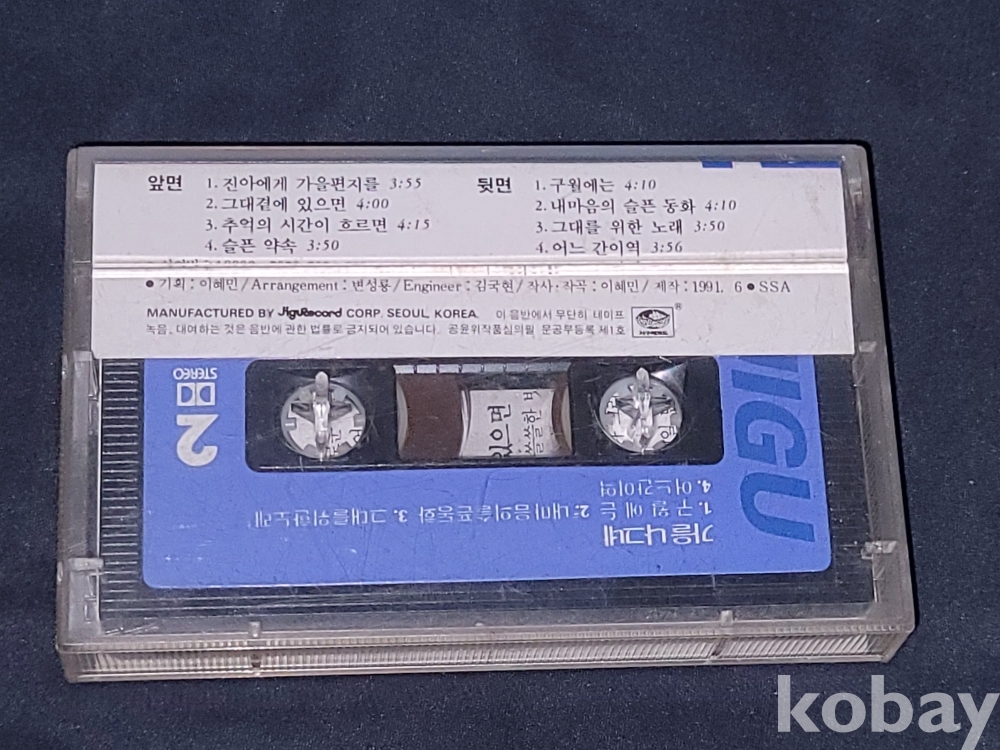 앞면
1. 진아에게 가을편지를 3:55
2. 그대곁에 있으면 4:00
3. 추억의 시간이 흐르면 4:15
4. 슬픈 약속 3:50
뒷면
1. 구월에는 4:10
2. 내마음의 슬픈 동화 4:10
3. 그대를 위한 노래 3:50
4. 어느 간이역 3:56
● 기획 : 이혜민/Arrangement : 변성룡/Engineer : 김국현/작사·작곡 : 이혜민/제작 : 1991. 6 ● SSA
MANUFACTURED BY JiguRecord CORP. SEOUL, KOREA. 이 음반에서 무단히 테이프
녹음, 대여하는 것은 음반에 관한 법률로 금지되어 있습니다. 공윤위작품심의필 문공부등록 제1호
®
있으면
쓸쓸한
JIGU
가을 나그네
1. 구월에는 2. 내마음의슬픈동화 3. 그대를위한노래
4. 어느간이역
2
STEREO
kobay